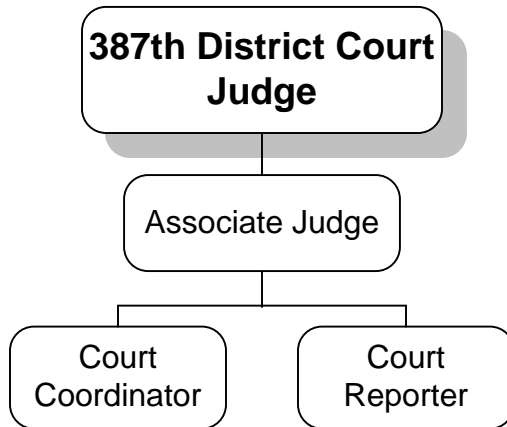 387th District Court
Judge
Associate Judge
Court
Coordinator
Court
Reporter